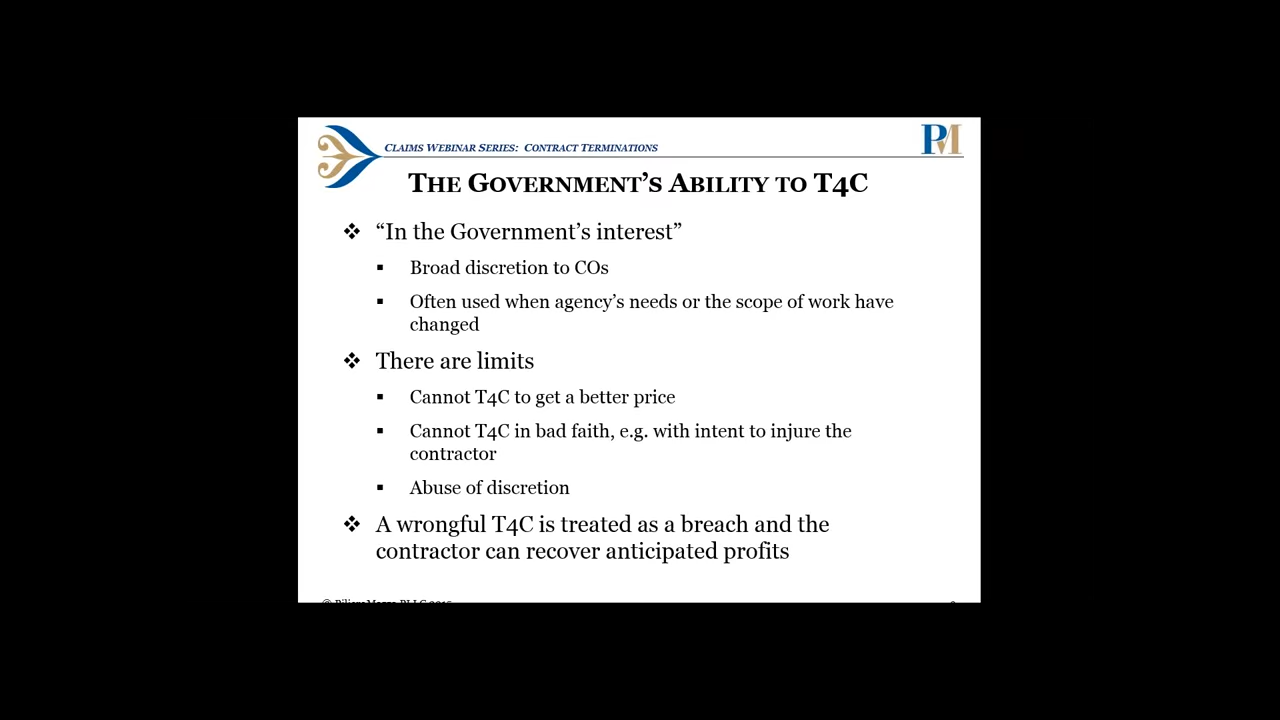 CLAIMS WEBINAR SERIES: CONTRACT TERMINATIONS
PM
THE GOVERNMENT'S ABILITY TO T4C
❖ “In the Government’s interest”
▪ Broad discretion to COs
▪ Often used when agency’s needs or the scope of work have
changed
❖ There are limits
▪ Cannot T4C to get a better price
▪ Cannot T4C in bad faith, e.g. with intent to injure the
contractor
▪ Abuse of discretion
❖ A wrongful T4C is treated as a breach and the
contractor can recover anticipated profits